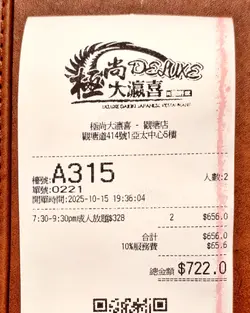 極尚 DELUXE
大瀛喜
DELUXE DAIKII JAPANESE RESTAURANT
極尚大瀛喜 - 觀塘店
觀塘道414號1亞太中心6樓
檯號:A315 人數:2
單號:0221
開單時間:2025-10-15 19:36:04
7:30-9:30pm成人放題$328 2 $656.0
合計 $656.0
10%服務費 $65.6
總金額 $722.0